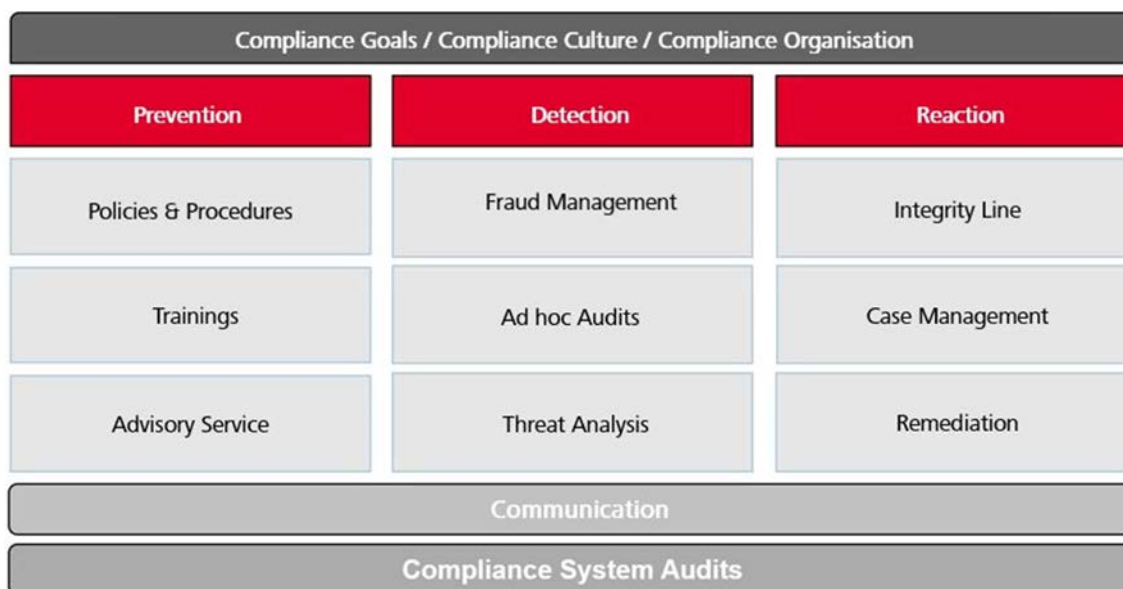 Compliance Goals / Compliance Culture / Compliance Organisation
Prevention
Detection
Reaction
Policies & Procedures
Fraud Management
Integrity Line
Trainings
Ad hoc Audits
Case Management
Advisory Service
Threat Analysis
Remediation
Communication
Compliance System Audits